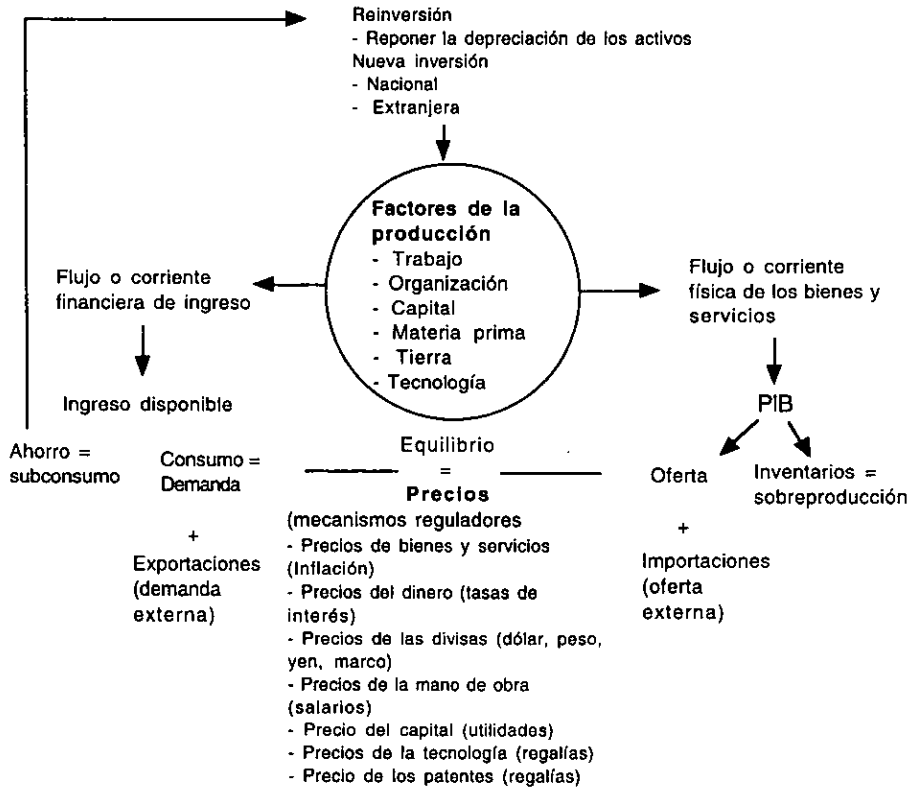 Reinversión
- Reponer la depreciación de los activos
Nueva inversión
- Nacional
- Extranjera
Factores de la
producción
- Trabajo
- Organización
- Capital
- Materia prima
- Tierra
- Tecnología
Flujo o corriente
financiera de ingreso
Ingreso disponible
Ahorro =
subconsumo
Consumo =
Demanda
+
Exportaciones
(demanda
externa)
Equilibrio
=
Precios
(mecanismos reguladores
- Precios de bienes y servicios
(Inflación)
- Precios del dinero (tasas de
interés)
- Precios de las divisas (dólar, peso,
yen, marco)
- Precios de la mano de obra
(salarios)
- Precio del capital (utilidades)
- Precios de la tecnología (regalías)
- Precio de los patentes (regalías)
Flujo o corriente
física de los bienes y
servicios
PIB
Oferta
+
Importaciones
(oferta
externa)
Inventarios =
sobreproducción